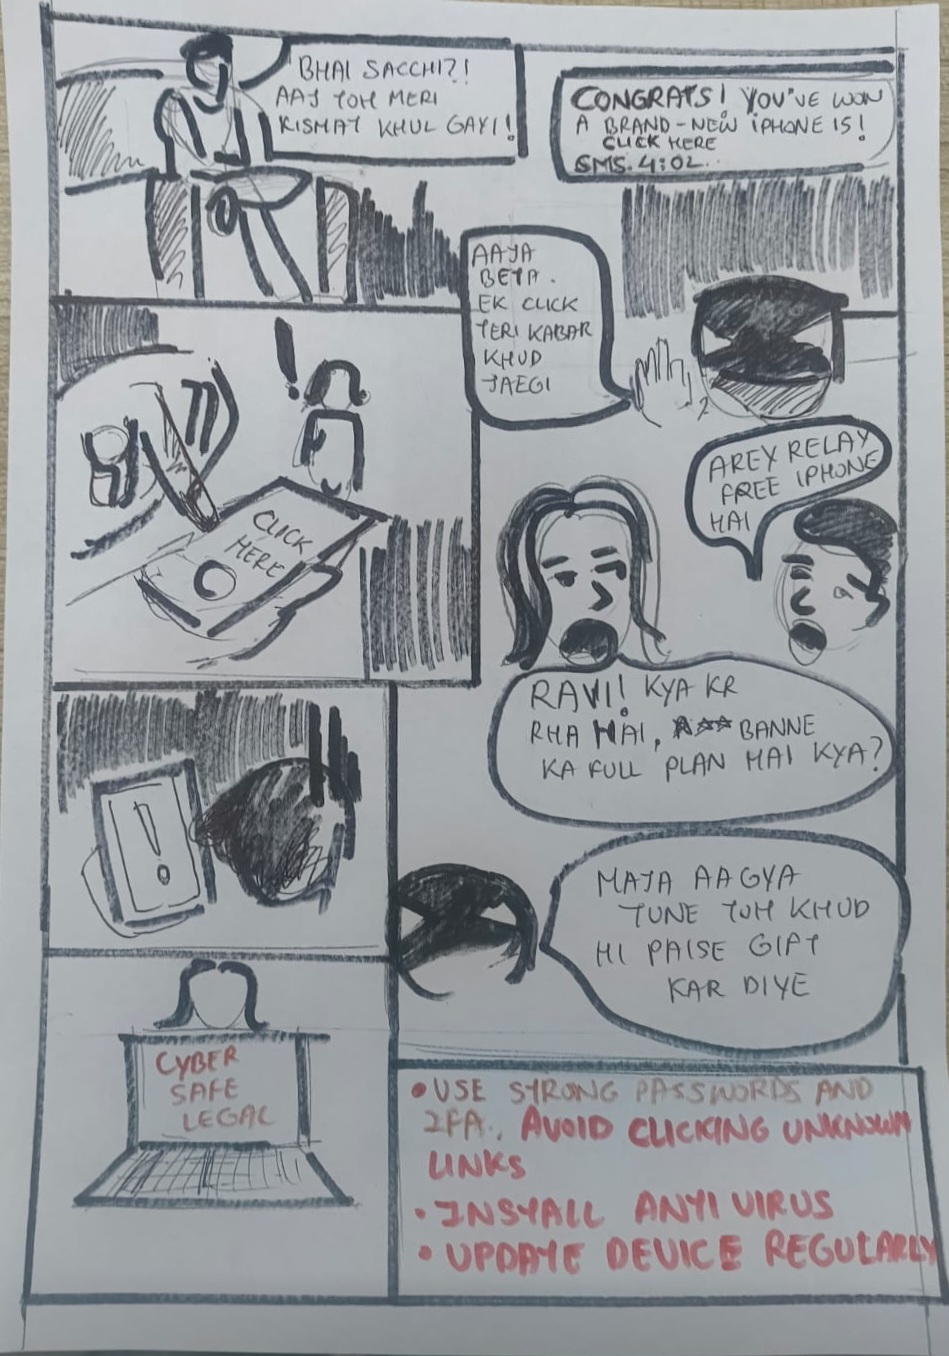 BHAI SACCHI?!
AAJ TOH MERI
KISMAT KHUL GAYI!
CONGRATS! YOU'VE WON
A BRAND-NEW iPHONE 15!
CLICK HERE
SMS. 4:02..
AAJA
BETA.
EK CLICK
TERI KABAR
KHUD
JAEGI
!
CLICK
HERE
AREY RELAX
FREE IPHONE
HAI
RAVI! KYA KR
RHA HAI, A** BANNE
KA FULL PLAN HAI KYA?
!
MAJA AAGYA
TUNE TOH KHUD
HI PAISE GIFT
KAR DIYE
CYBER
SAFE
LEGAL
• USE STRONG PASSWORDS AND
2FA., AVOID CLICKING UNKNOWN
LINKS
• INSTALL ANTI VIRUS
• UPDATE DEVICE REGULARLY